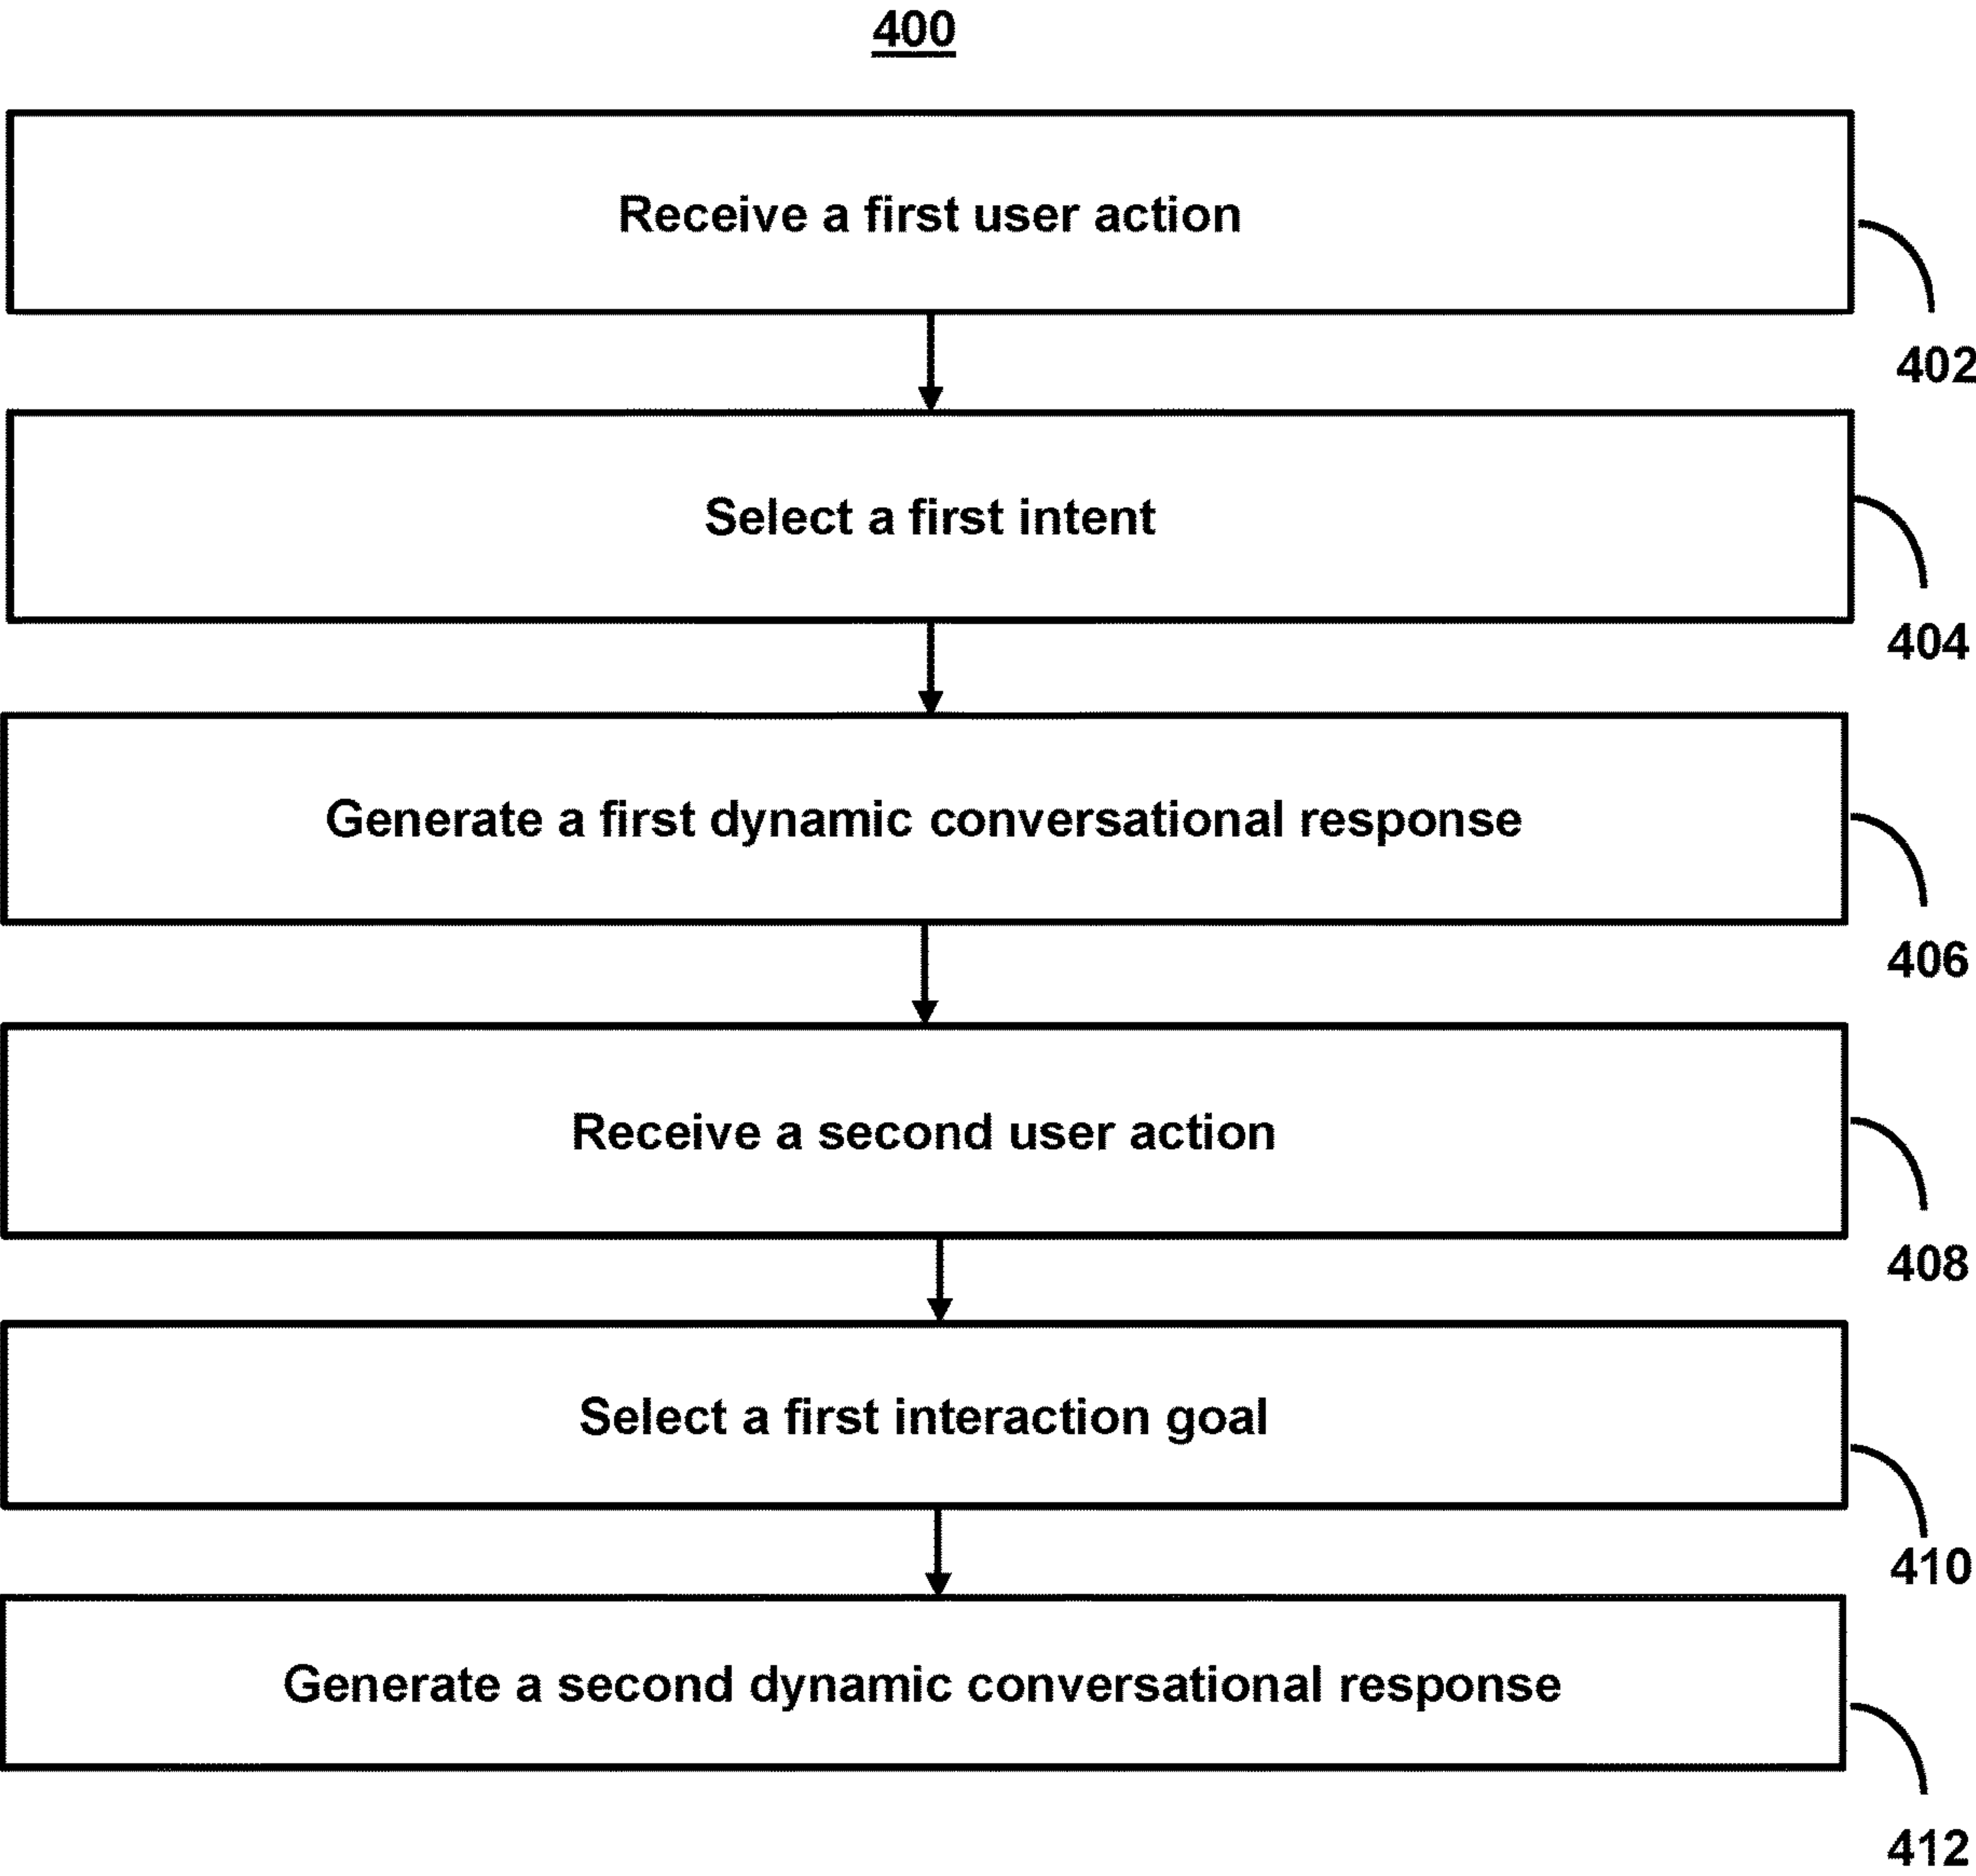 400
Receive a first user action
402
Select a first intent
404
Generate a first dynamic conversational response
406
Receive a second user action
408
Select a first interaction goal
410
Generate a second dynamic conversational response
412